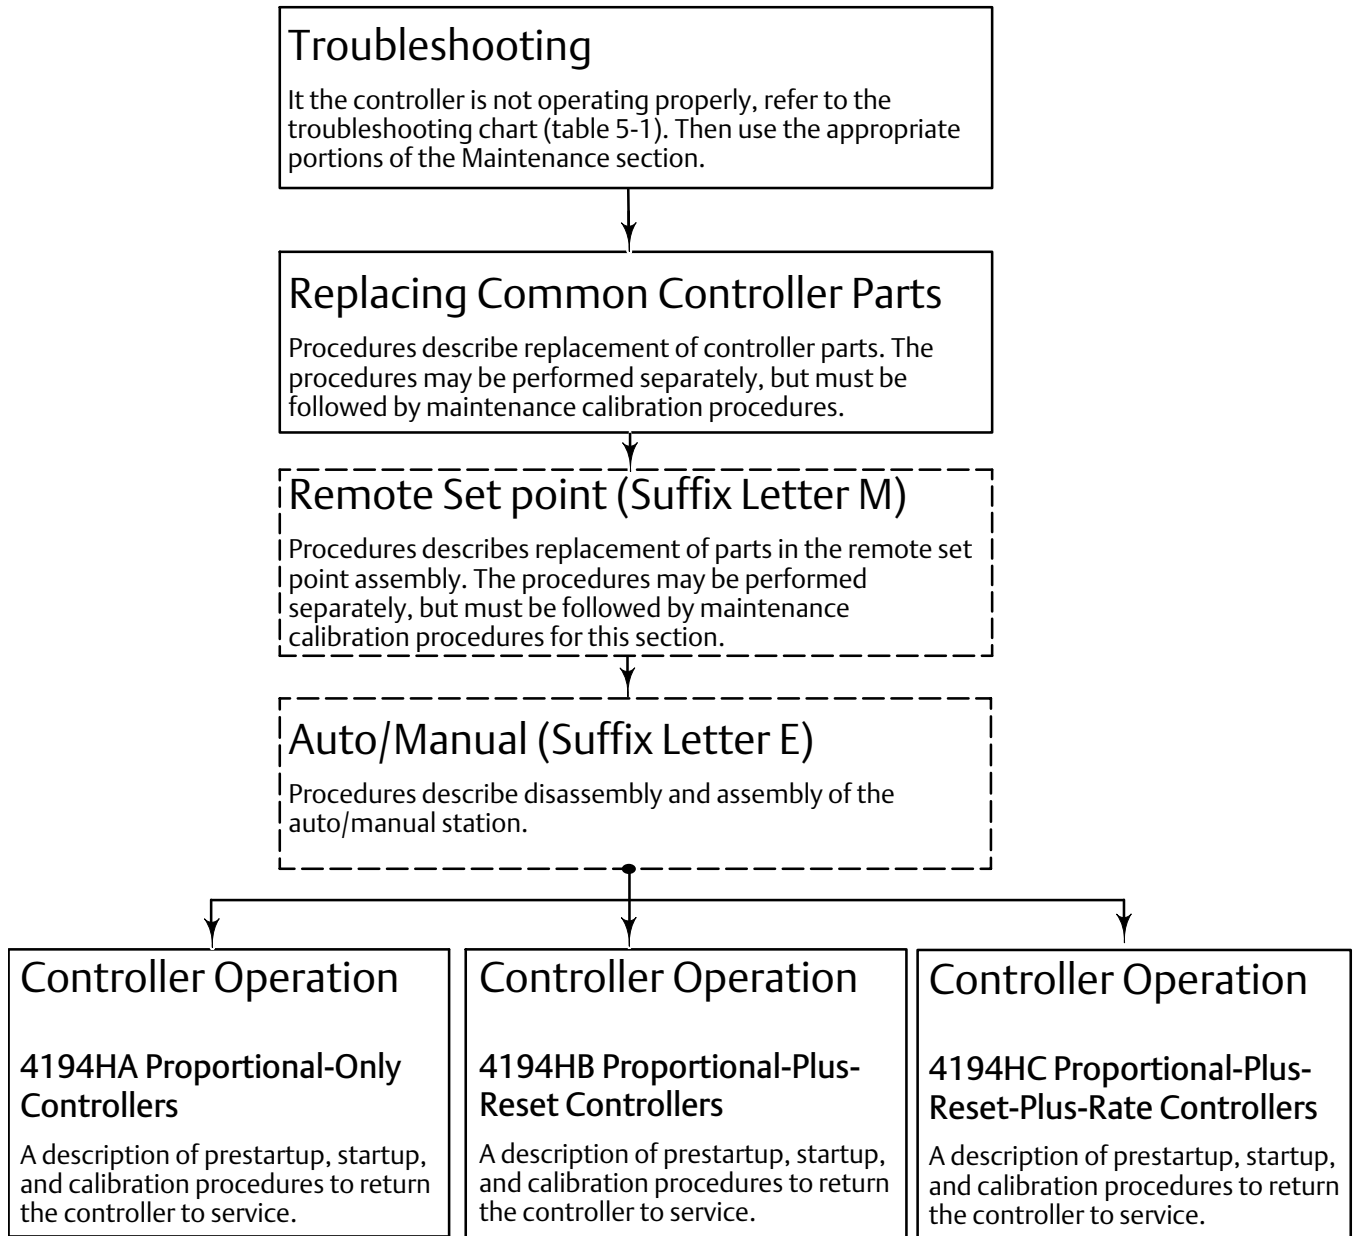 Troubleshooting
It the controller is not operating properly, refer to the
troubleshooting chart (table 5-1). Then use the appropriate
portions of the Maintenance section.
Replacing Common Controller Parts
Procedures describe replacement of controller parts. The
procedures may be performed separately, but must be
followed by maintenance calibration procedures.
Remote Set point (Suffix Letter M)
Procedures describes replacement of parts in the remote set
point assembly. The procedures may be performed
separately, but must be followed by maintenance
calibration procedures for this section.
Auto/Manual (Suffix Letter E)
Procedures describe disassembly and assembly of the
auto/manual station.
Controller Operation
4194HA Proportional-Only
Controllers
A description of prestartup, startup,
and calibration procedures to return
the controller to service.
Controller Operation
4194HB Proportional-Plus-
Reset Controllers
A description of prestartup, startup,
and calibration procedures to return
the controller to service.
Controller Operation
4194HC Proportional-Plus-
Reset-Plus-Rate Controllers
A description of prestartup, startup,
and calibration procedures to return
the controller to service.